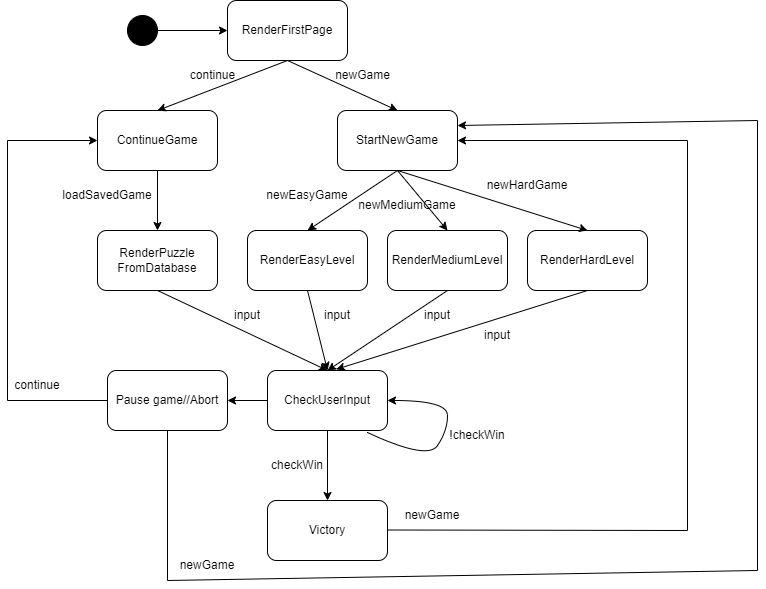 RenderFirstPage
continue
newGame
ContinueGame
StartNewGame
loadSavedGame
newEasyGame
newMediumGame
newHardGame
RenderPuzzle
FromDatabase
RenderEasyLevel
RenderMediumLevel
RenderHardLevel
input
input
input
input
continue
Pause game//Abort
CheckUserInput
!checkWin
checkWin
newGame
Victory
newGame